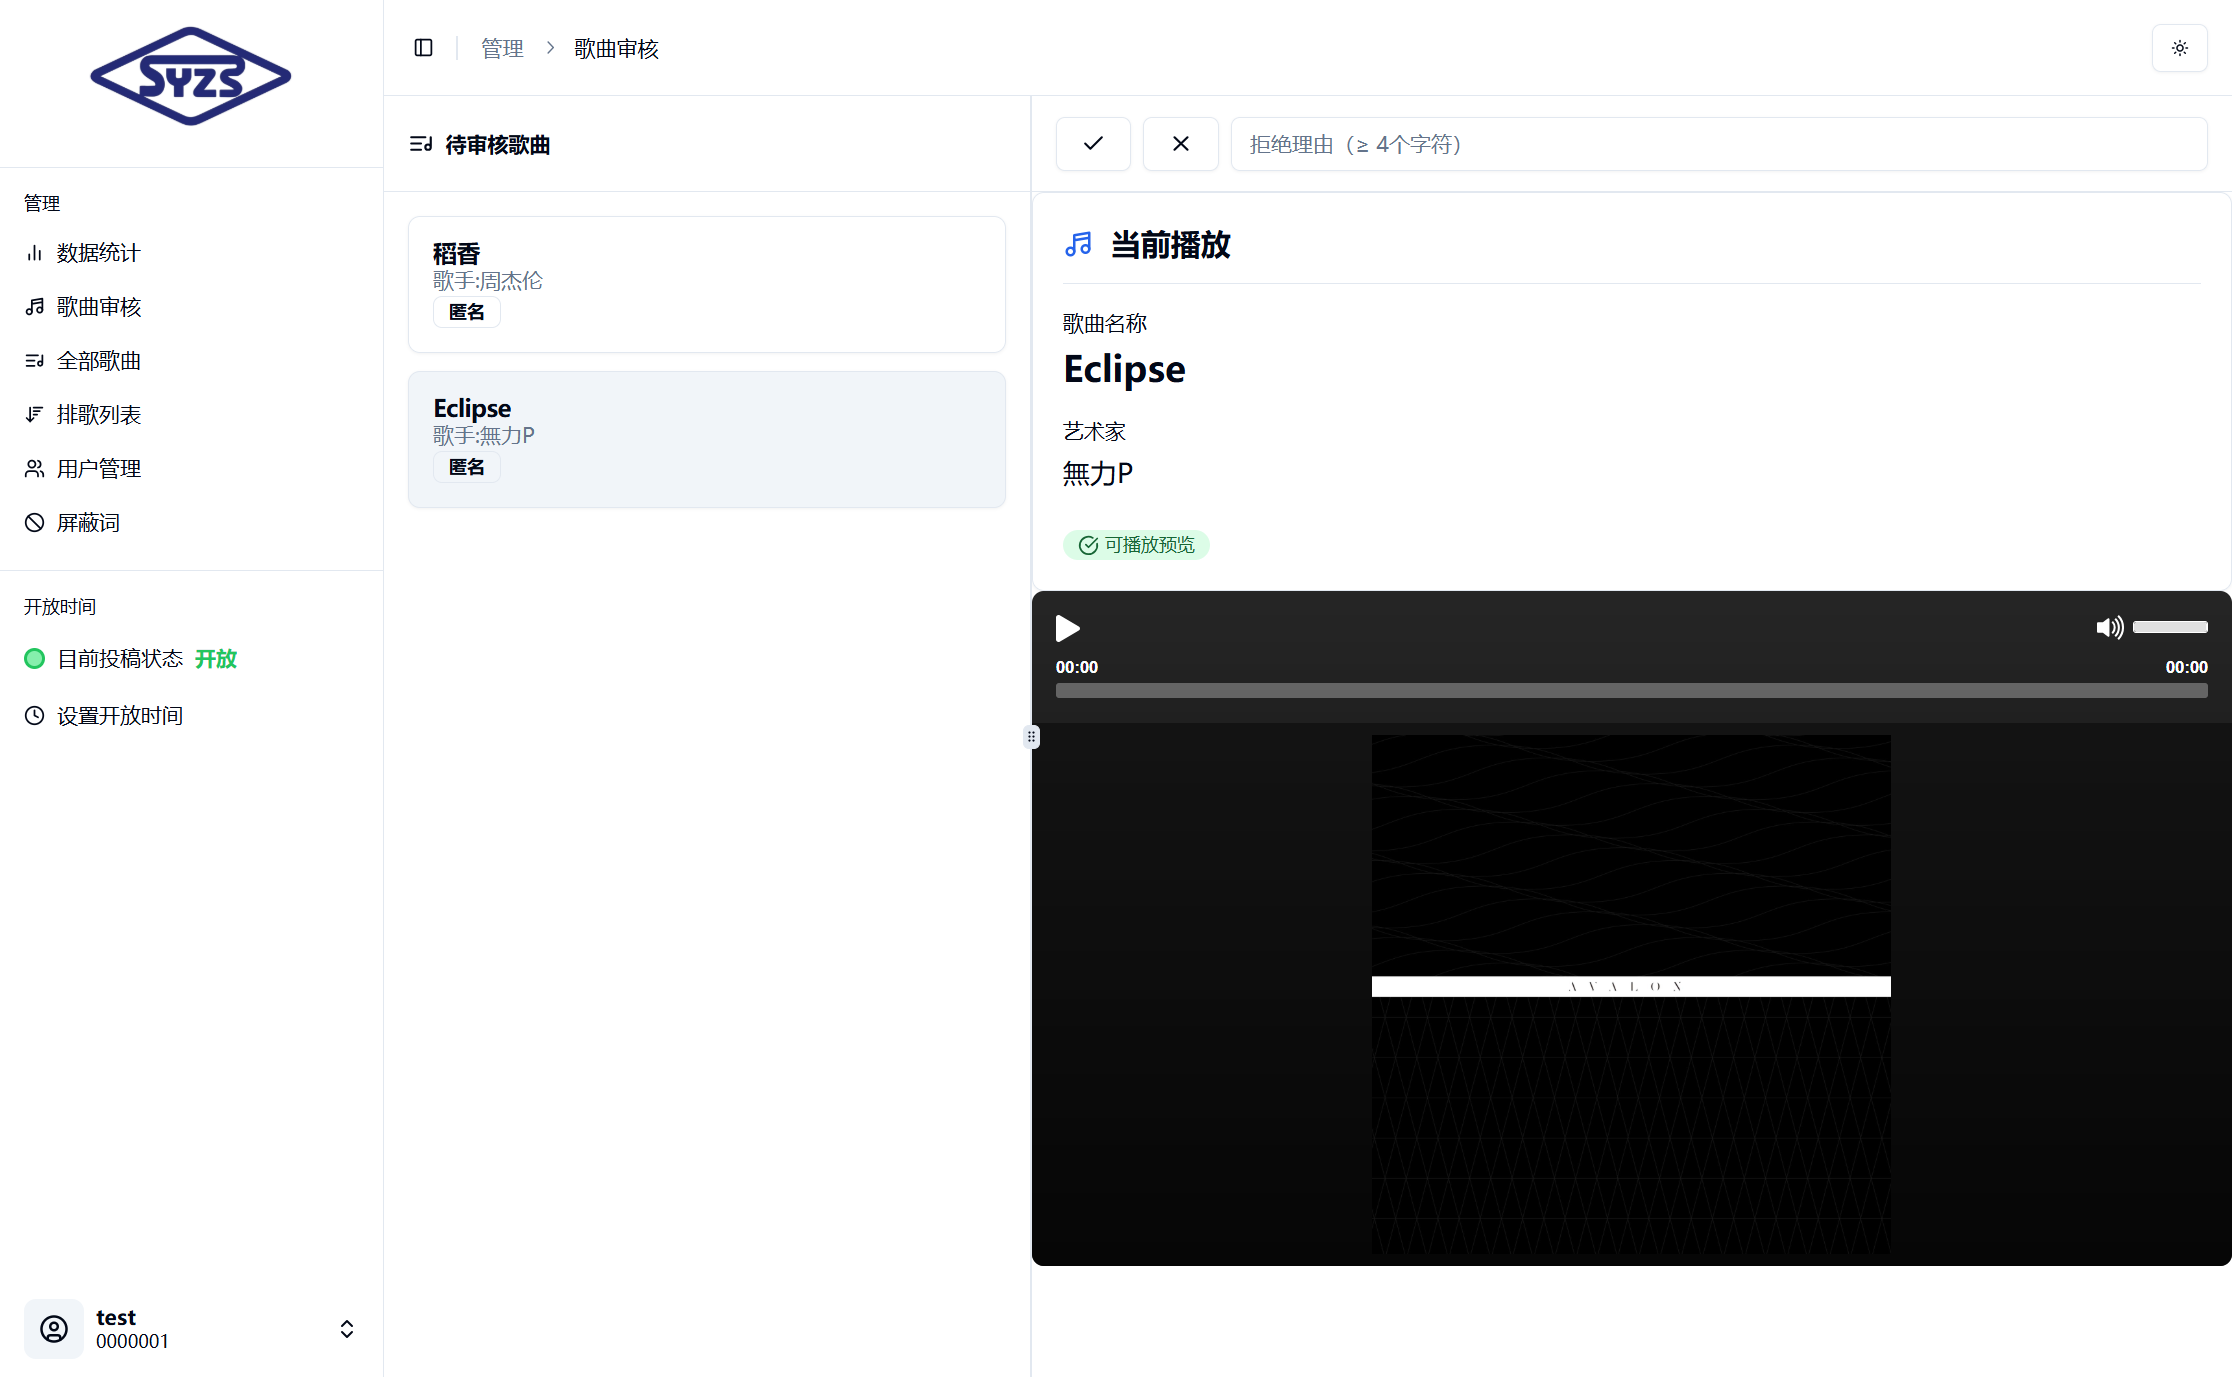 SYZS
管理
数据统计
歌曲审核
全部歌曲
排歌列表
用户管理
屏蔽词
开放时间
目前投稿状态 开放
设置开放时间
test
0000001
管理 > 歌曲审核
待审核歌曲
稻香
歌手:周杰伦
匿名
Eclipse
歌手:無力P
匿名
拒绝理由（≥ 4个字符）
当前播放
歌曲名称
Eclipse
艺术家
無力P
可播放预览
00:00
00:00
AVALON